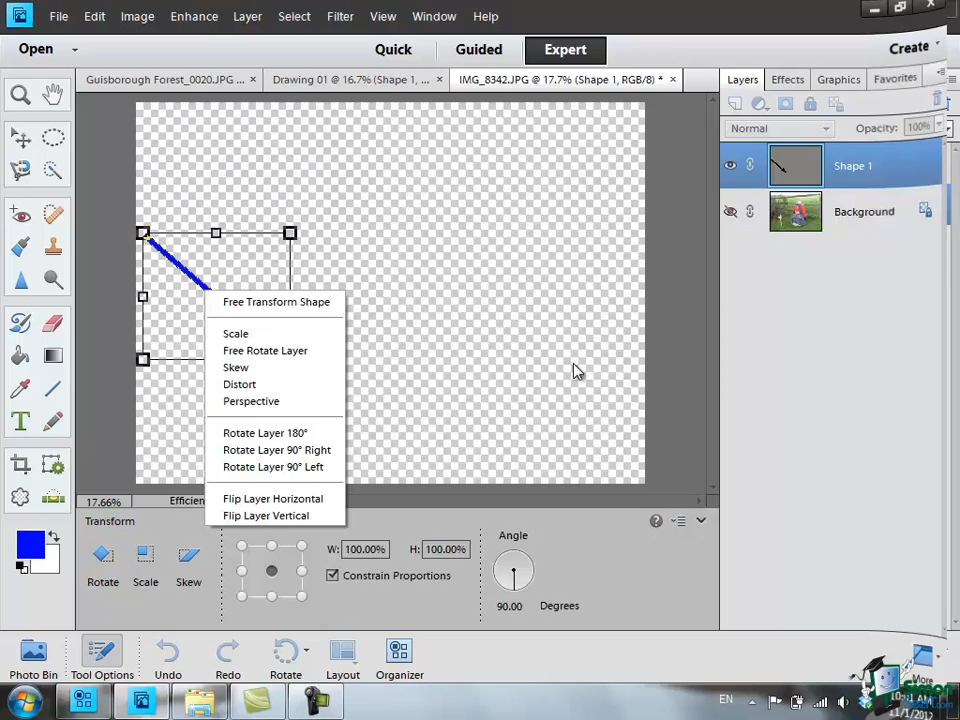 File Edit Image Enhance Layer Select Filter View Window Help
Open Quick Guided Expert Create
Guisborough Forest_0020.JPG ... × Drawing 01 @ 16.7% (Shape 1, ... × IMG_8342.JPG @ 17.7% (Shape 1, RGB/8) * × Layers Effects Graphics Favorites
Normal Opacity: 100%
Shape 1
Background
Free Transform Shape
Scale
Free Rotate Layer
Skew
Distort
Perspective
Rotate Layer 180°
Rotate Layer 90° Right
Rotate Layer 90° Left
Flip Layer Horizontal
Flip Layer Vertical
17.66% Efficien
Transform
Rotate Scale Skew
W: 100.00% H: 100.00%
Constrain Proportions
Angle
90.00 Degrees
Photo Bin Tool Options Undo Redo Rotate Layout Organizer More
EN
11/1/2012
Simon